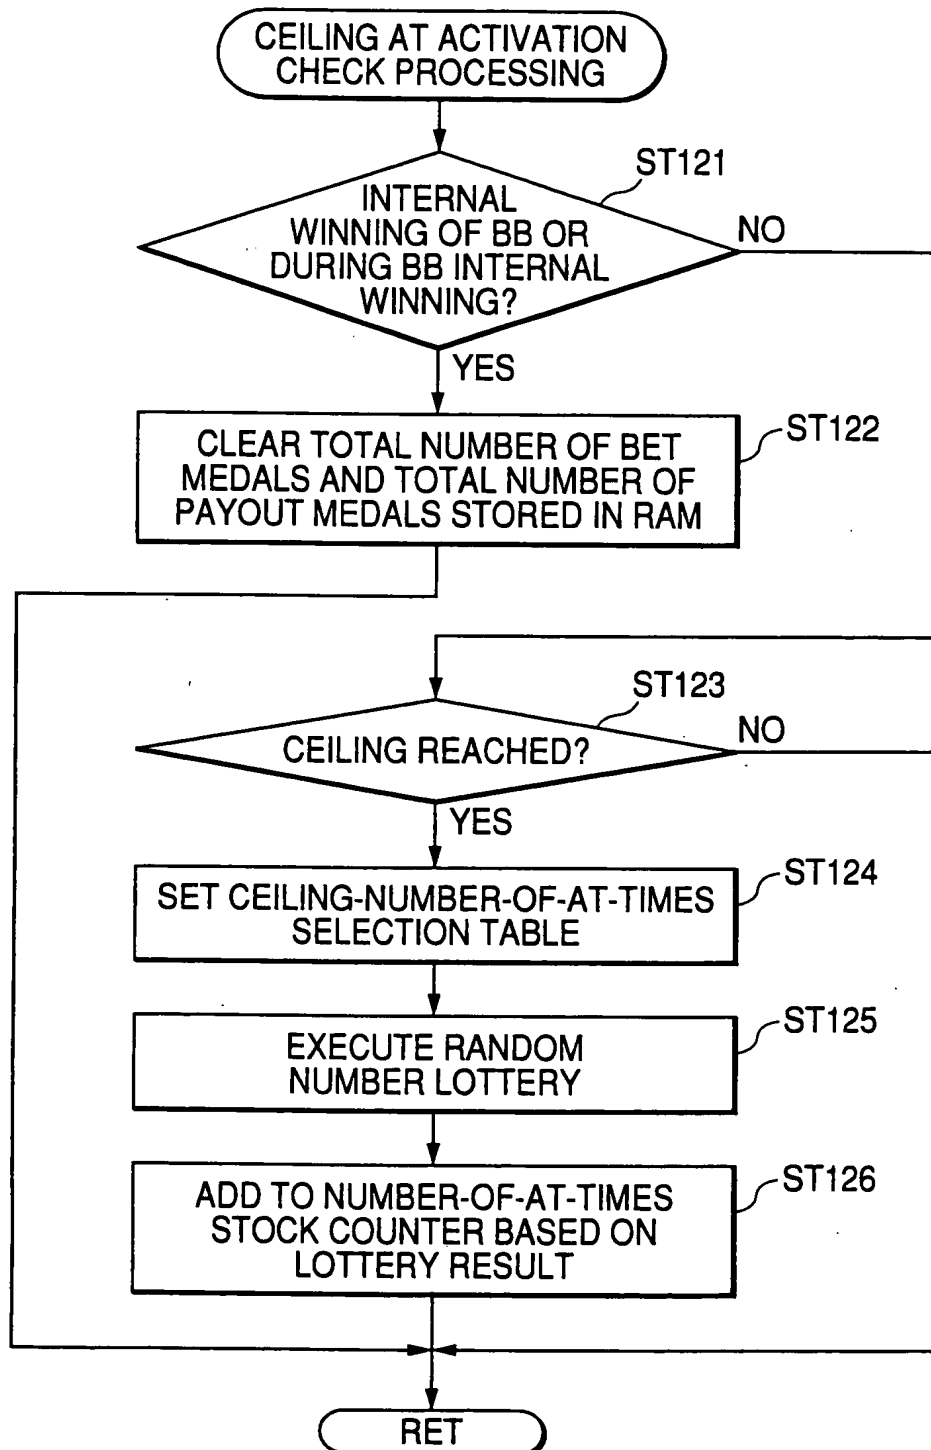 CEILING AT ACTIVATION
CHECK PROCESSING
ST121
INTERNAL
WINNING OF BB OR
DURING BB INTERNAL
WINNING?
NO
YES
ST122
CLEAR TOTAL NUMBER OF BET
MEDALS AND TOTAL NUMBER OF
PAYOUT MEDALS STORED IN RAM
ST123
CEILING REACHED?
NO
YES
ST124
SET CEILING-NUMBER-OF-AT-TIMES
SELECTION TABLE
ST125
EXECUTE RANDOM
NUMBER LOTTERY
ST126
ADD TO NUMBER-OF-AT-TIMES
STOCK COUNTER BASED ON
LOTTERY RESULT
RET